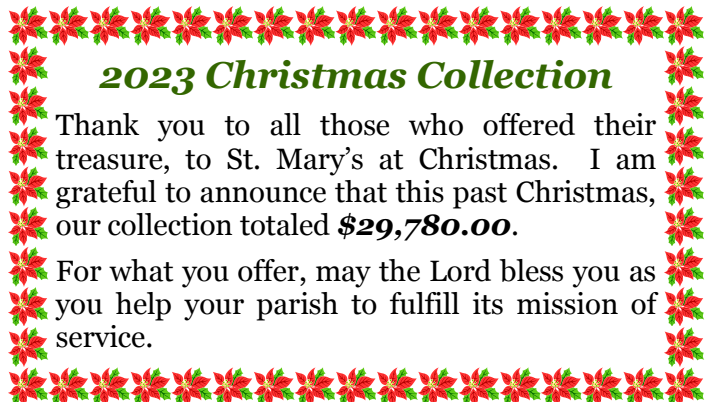 2023 Christmas Collection
Thank you to all those who offered their
treasure, to St. Mary’s at Christmas. I am
grateful to announce that this past Christmas,
our collection totaled $29,780.00.
For what you offer, may the Lord bless you as
you help your parish to fulfill its mission of
service.